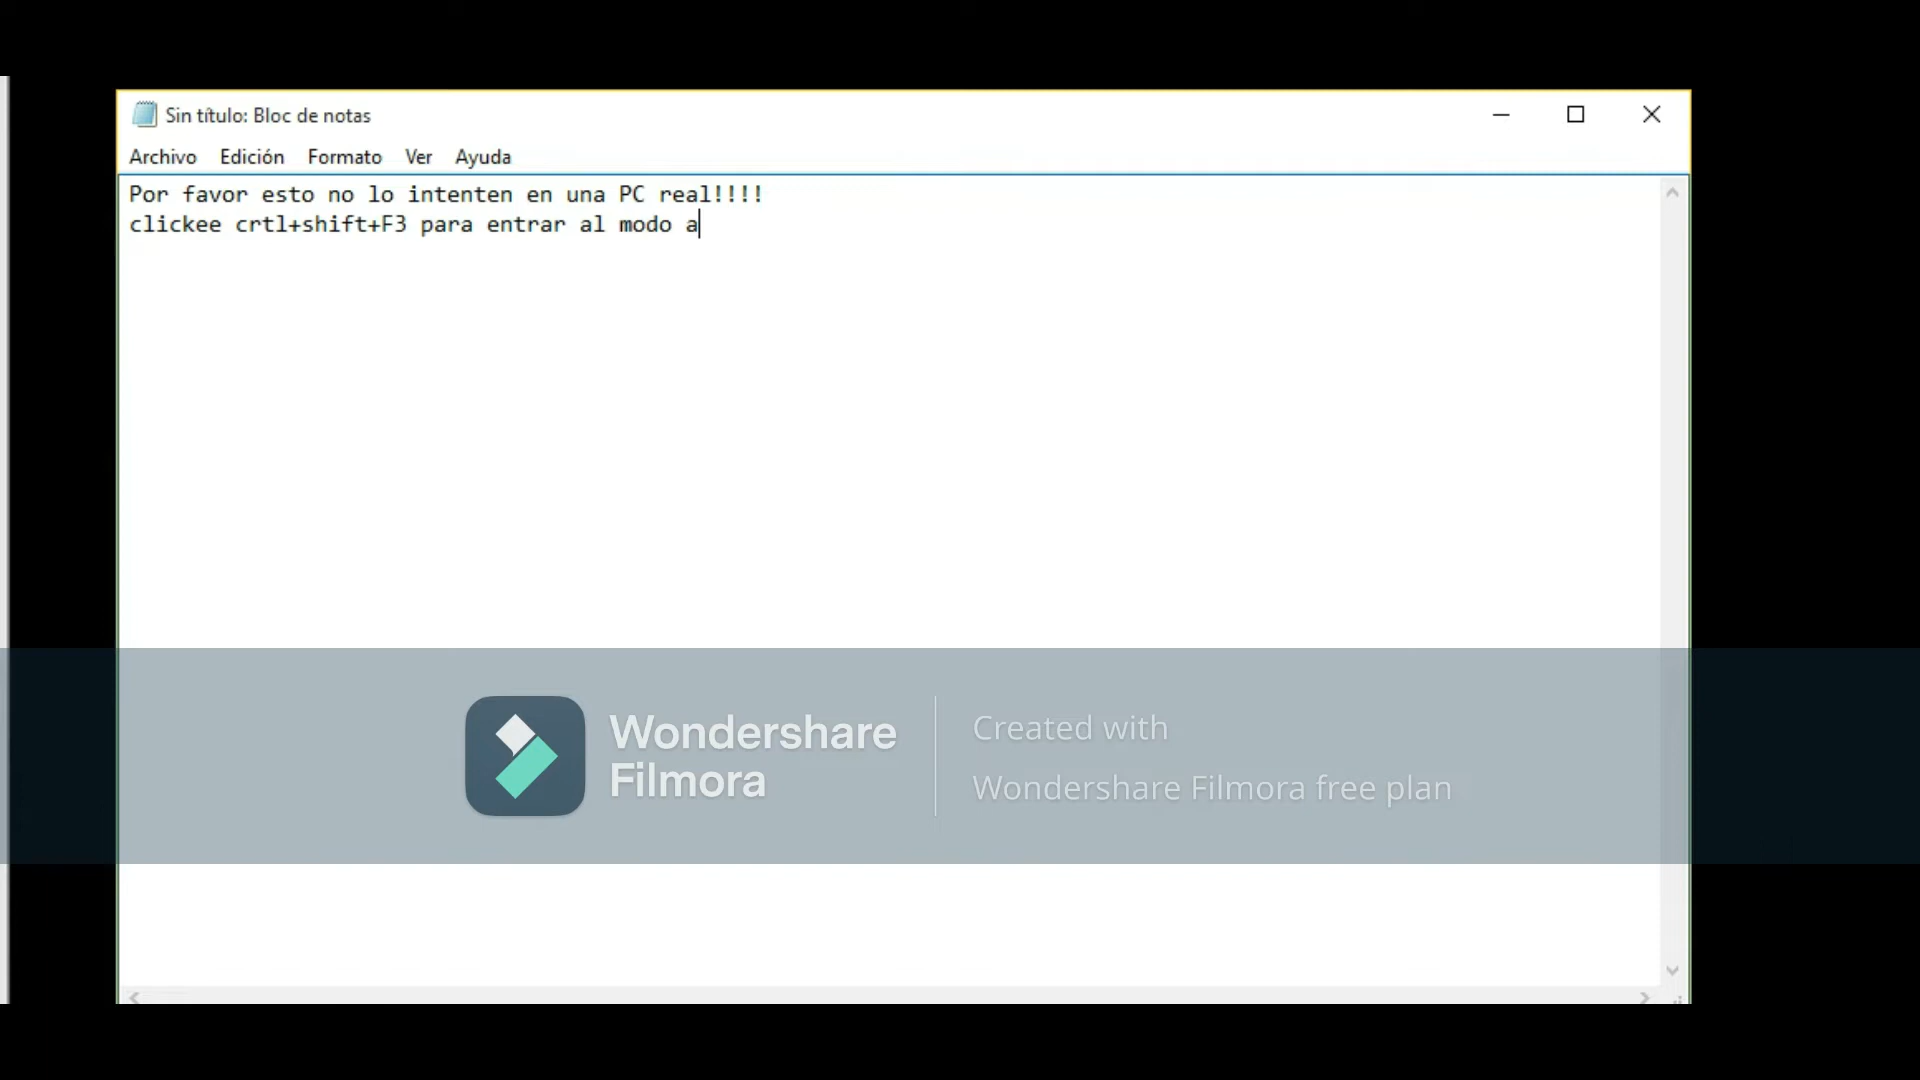 Sin título: Bloc de notas
Archivo Edición Formato Ver Ayuda
Por favor esto no lo intenten en una PC real!!!!
clickee crtl+shift+F3 para entrar al modo a
Wondershare
Filmora
Created with
Wondershare Filmora free plan